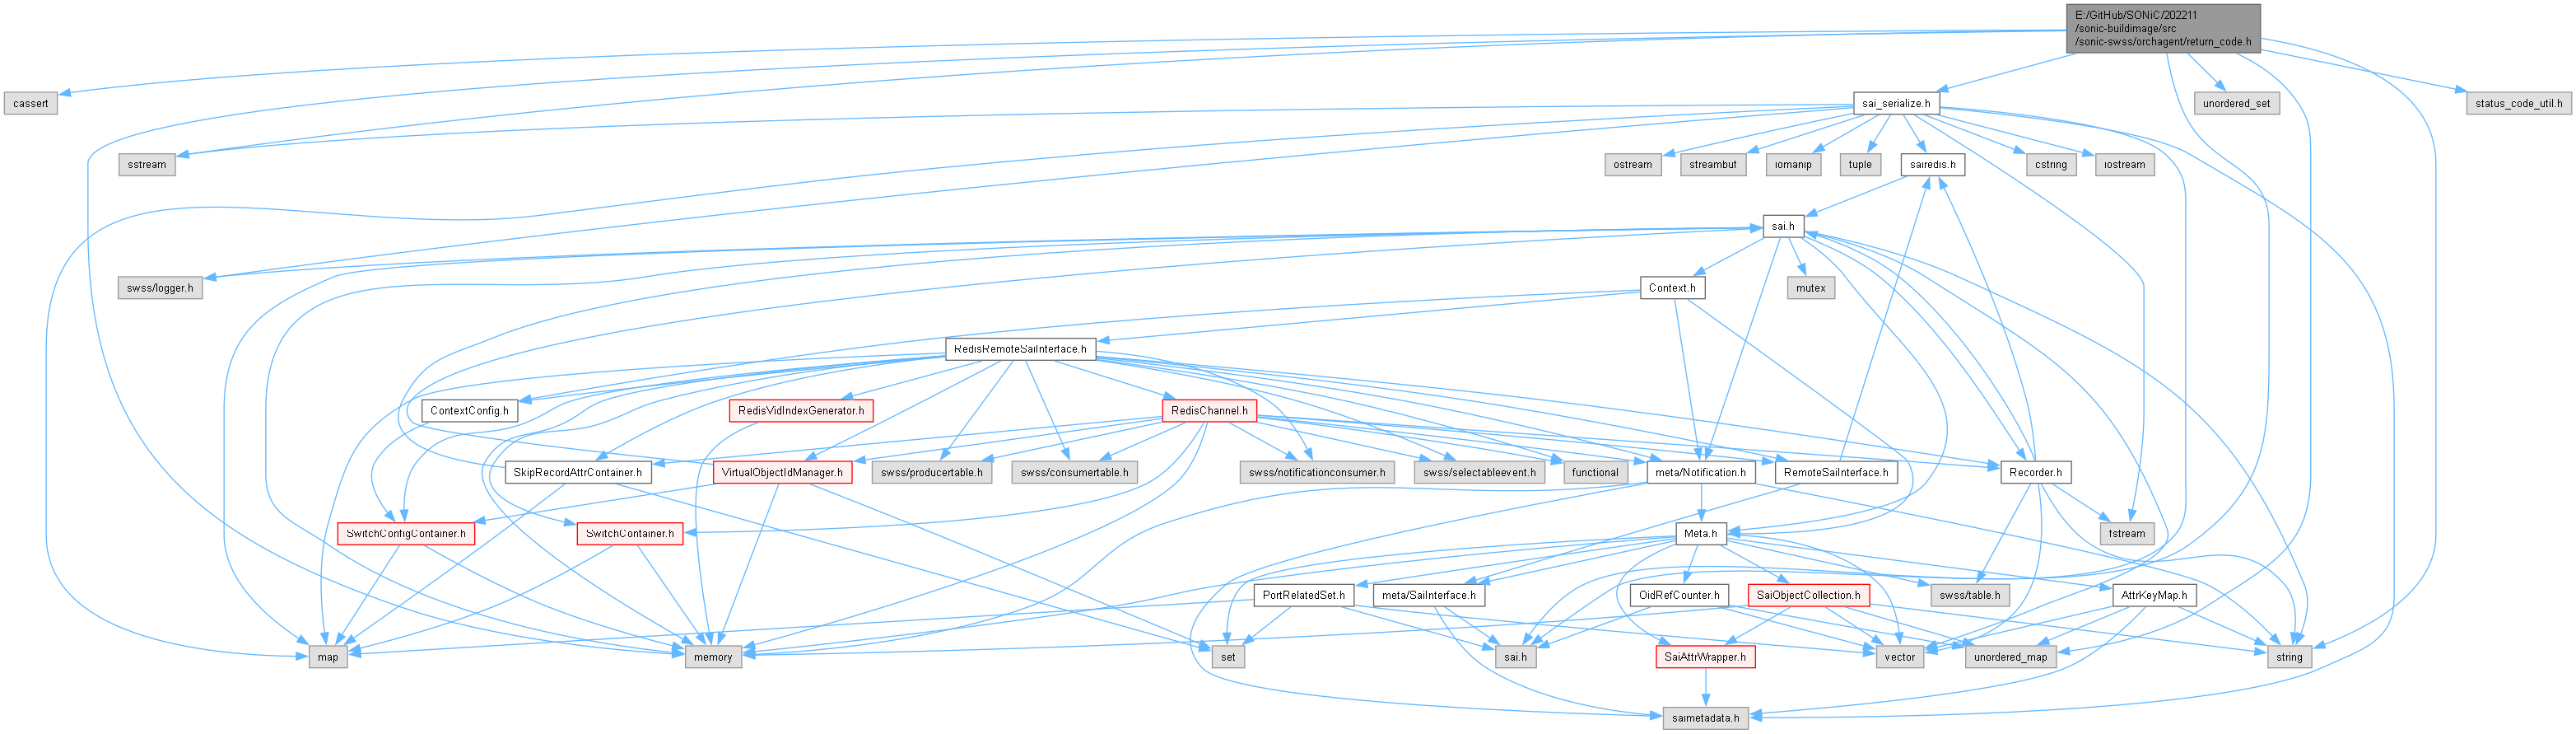 E:/GitHub/SONiC/202211
/sonic-buildimage/src
/sonic-swss/orchagent/return_code.h
cassert
sai_serialize.h
unordered_set
status_code_util.h
sstream
ostream
streambuf
iomanip
tuple
sairedis.h
cstring
iostream
sai.h
swss/logger.h
Context.h
mutex
RedisRemoteSaiInterface.h
ContextConfig.h
RedisVidIndexGenerator.h
RedisChannel.h
SkipRecordAttrContainer.h
VirtualObjectIdManager.h
swss/producertable.h
swss/consumertable.h
swss/notificationconsumer.h
swss/selectableevent.h
functional
meta/Notification.h
RemoteSaiInterface.h
Recorder.h
SwitchConfigContainer.h
SwitchContainer.h
Meta.h
fstream
PortRelatedSet.h
meta/SaiInterface.h
OidRefCounter.h
SaiObjectCollection.h
swss/table.h
AttrKeyMap.h
map
memory
set
sai.h
SaiAttrWrapper.h
vector
unordered_map
string
saimetadata.h